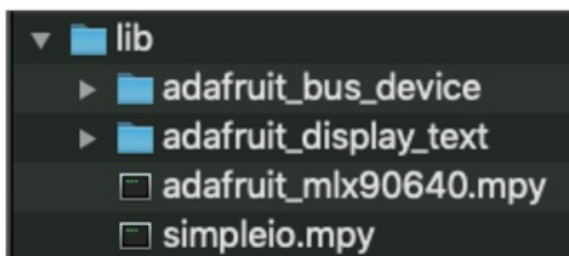 lib
adafruit_bus_device
adafruit_display_text
adafruit_mlx90640.mpy
simpleio.mpy